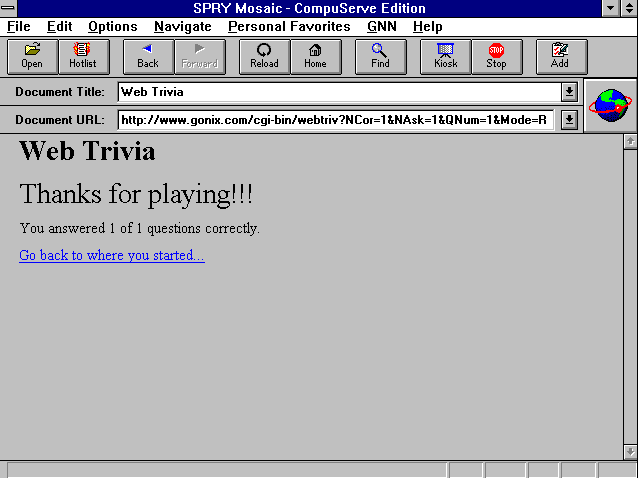 SPRY Mosaic - CompuServe Edition
File Edit Options Navigate Personal Favorites GNN Help
Open Hotlist Back Forward Reload Home Find Kiosk Stop Add
Document Title: Web Trivia
Document URL: http://www.gonix.com/cgi-bin/webtriv?NCor=1&NAsk=1&QNum=1&Mode=R
Web Trivia
Thanks for playing!!!
You answered 1 of 1 questions correctly.
Go back to where you started...